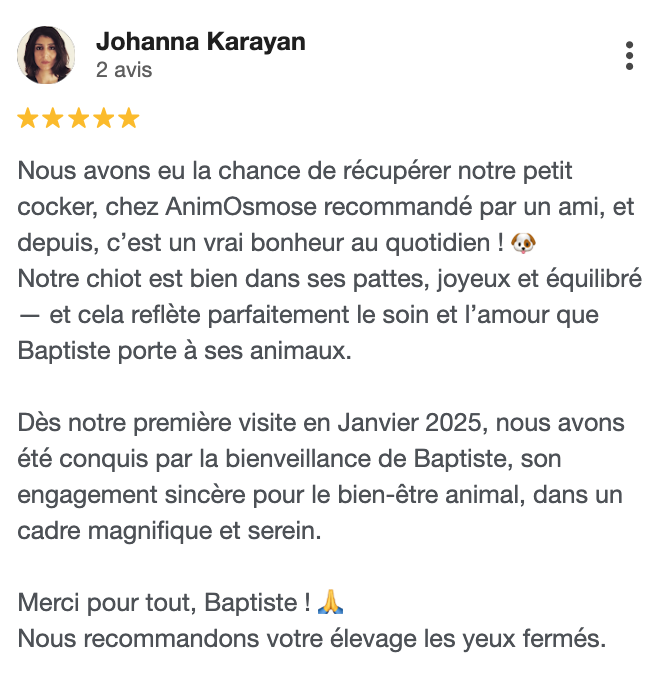 Johanna Karayan
2 avis
Nous avons eu la chance de récupérer notre petit
cocker, chez AnimOsmose recommandé par un ami, et
depuis, c’est un vrai bonheur au quotidien ! 🐶
Notre chiot est bien dans ses pattes, joyeux et équilibré
— et cela reflète parfaitement le soin et l’amour que
Baptiste porte à ses animaux.
Dès notre première visite en Janvier 2025, nous avons
été conquis par la bienveillance de Baptiste, son
engagement sincère pour le bien-être animal, dans un
cadre magnifique et serein.
Merci pour tout, Baptiste ! 🙏
Nous recommandons votre élevage les yeux fermés.